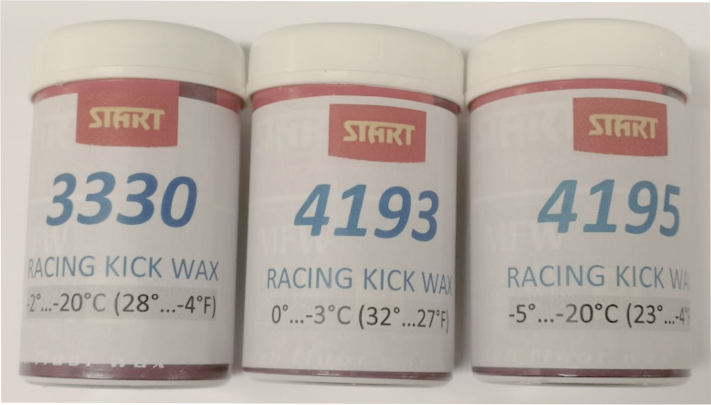 START
3330
RACING KICK WAX
-2°...-20°C (28°...-4°F)
START
4193
RACING KICK WAX
0°...-3°C (32°...27°F)
START
4195
RACING KICK WA
-5°...-20°C (23°...-4°